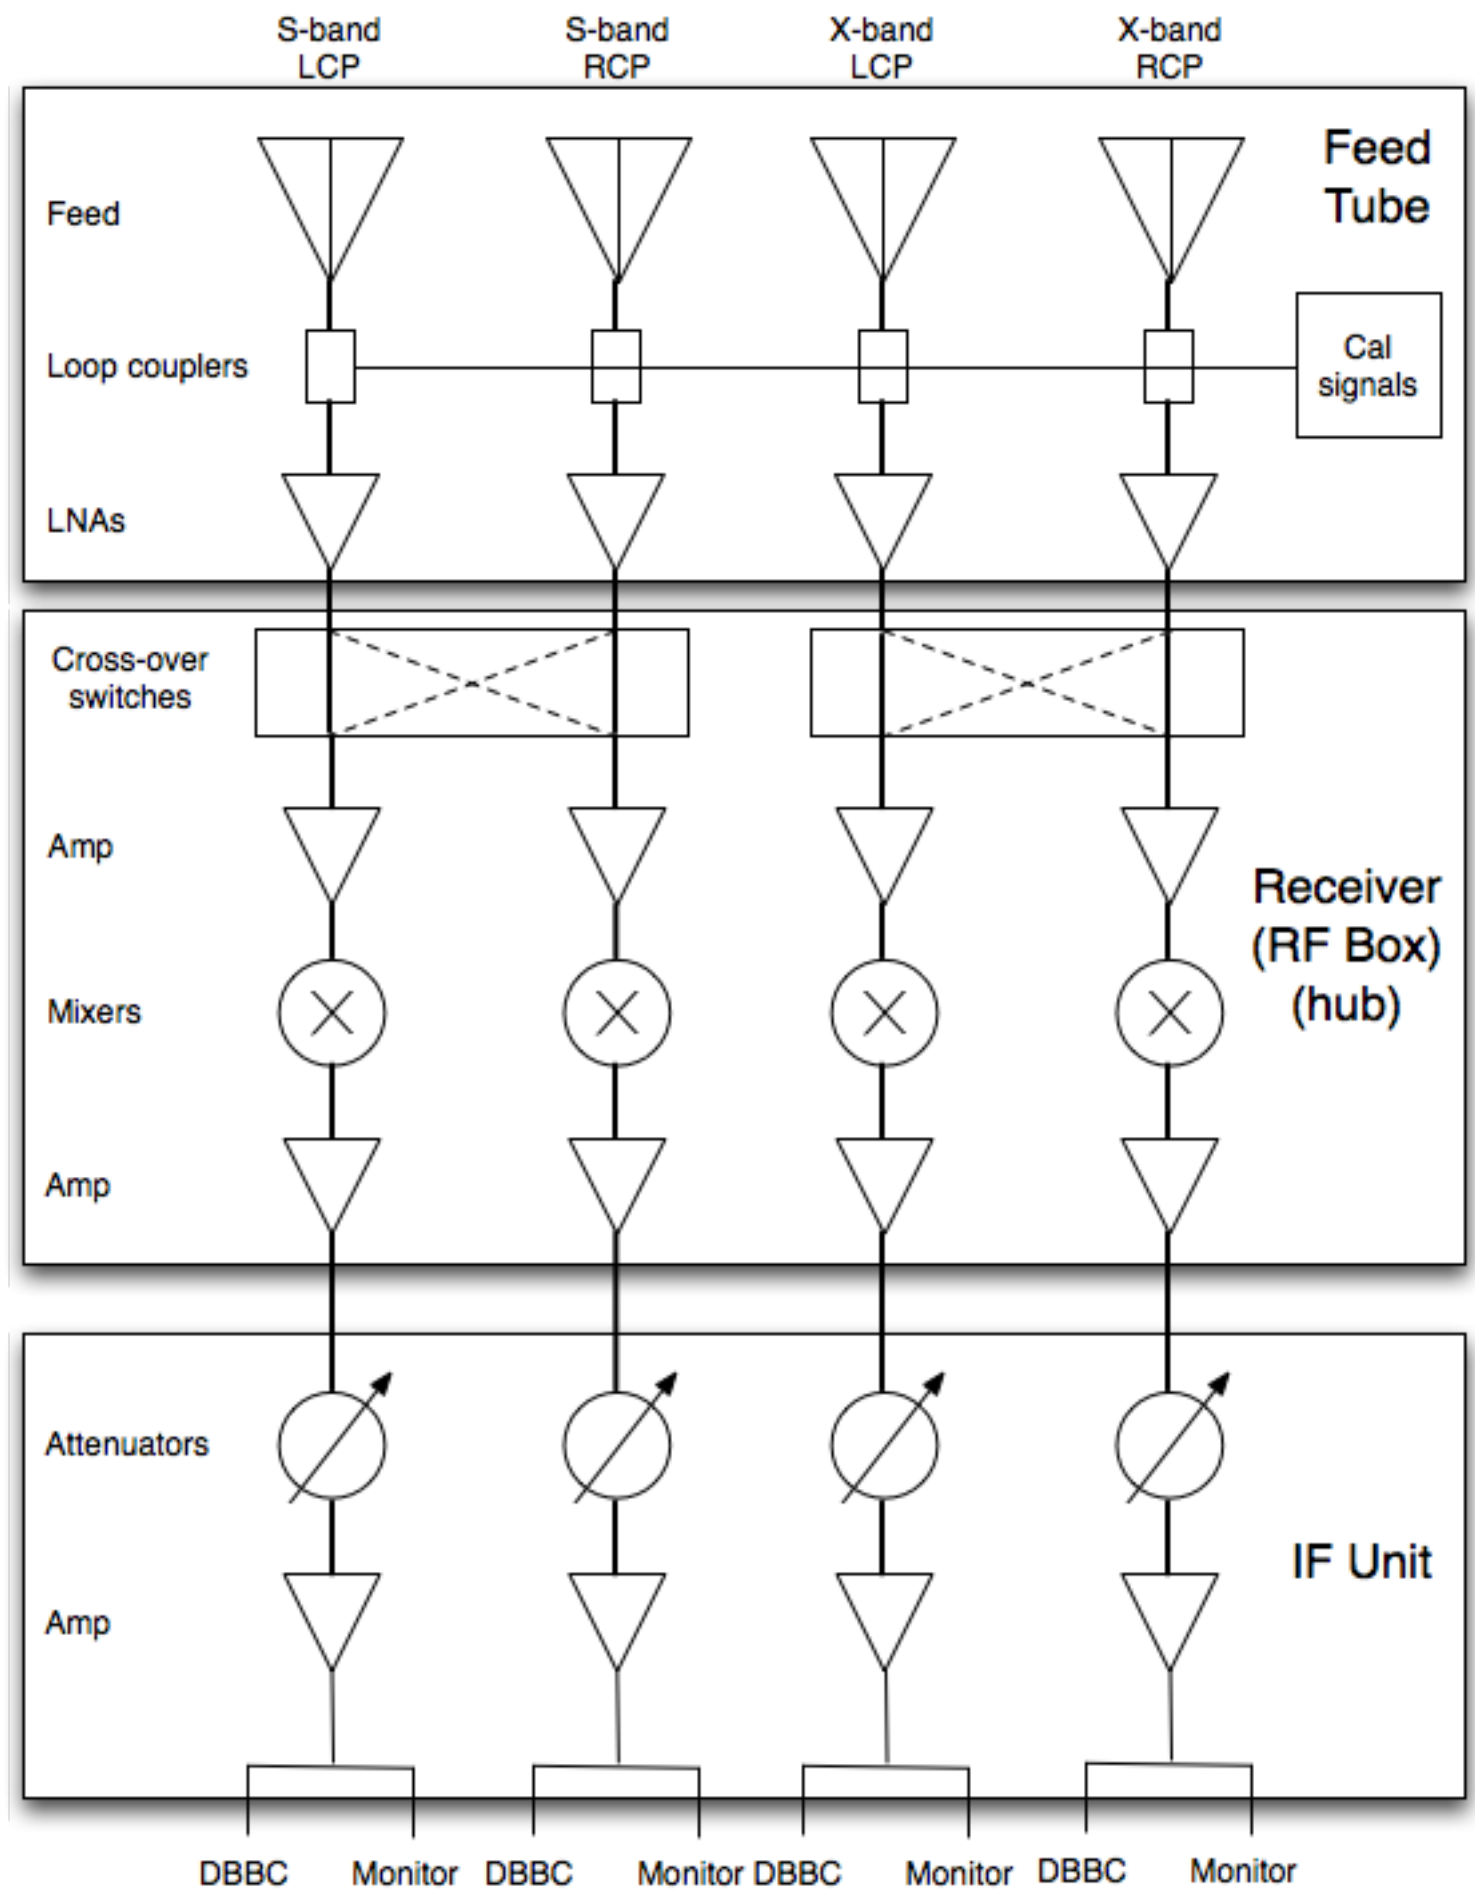 S-band
LCP
S-band
RCP
X-band
LCP
X-band
RCP
Feed
Tube
Feed
Loop couplers
Cal
signals
LNAs
Cross-over
switches
Amp
Receiver
(RF Box)
(hub)
Mixers
Amp
Attenuators
IF Unit
Amp
DBBC
Monitor
DBBC
Monitor
DBBC
Monitor
DBBC
Monitor